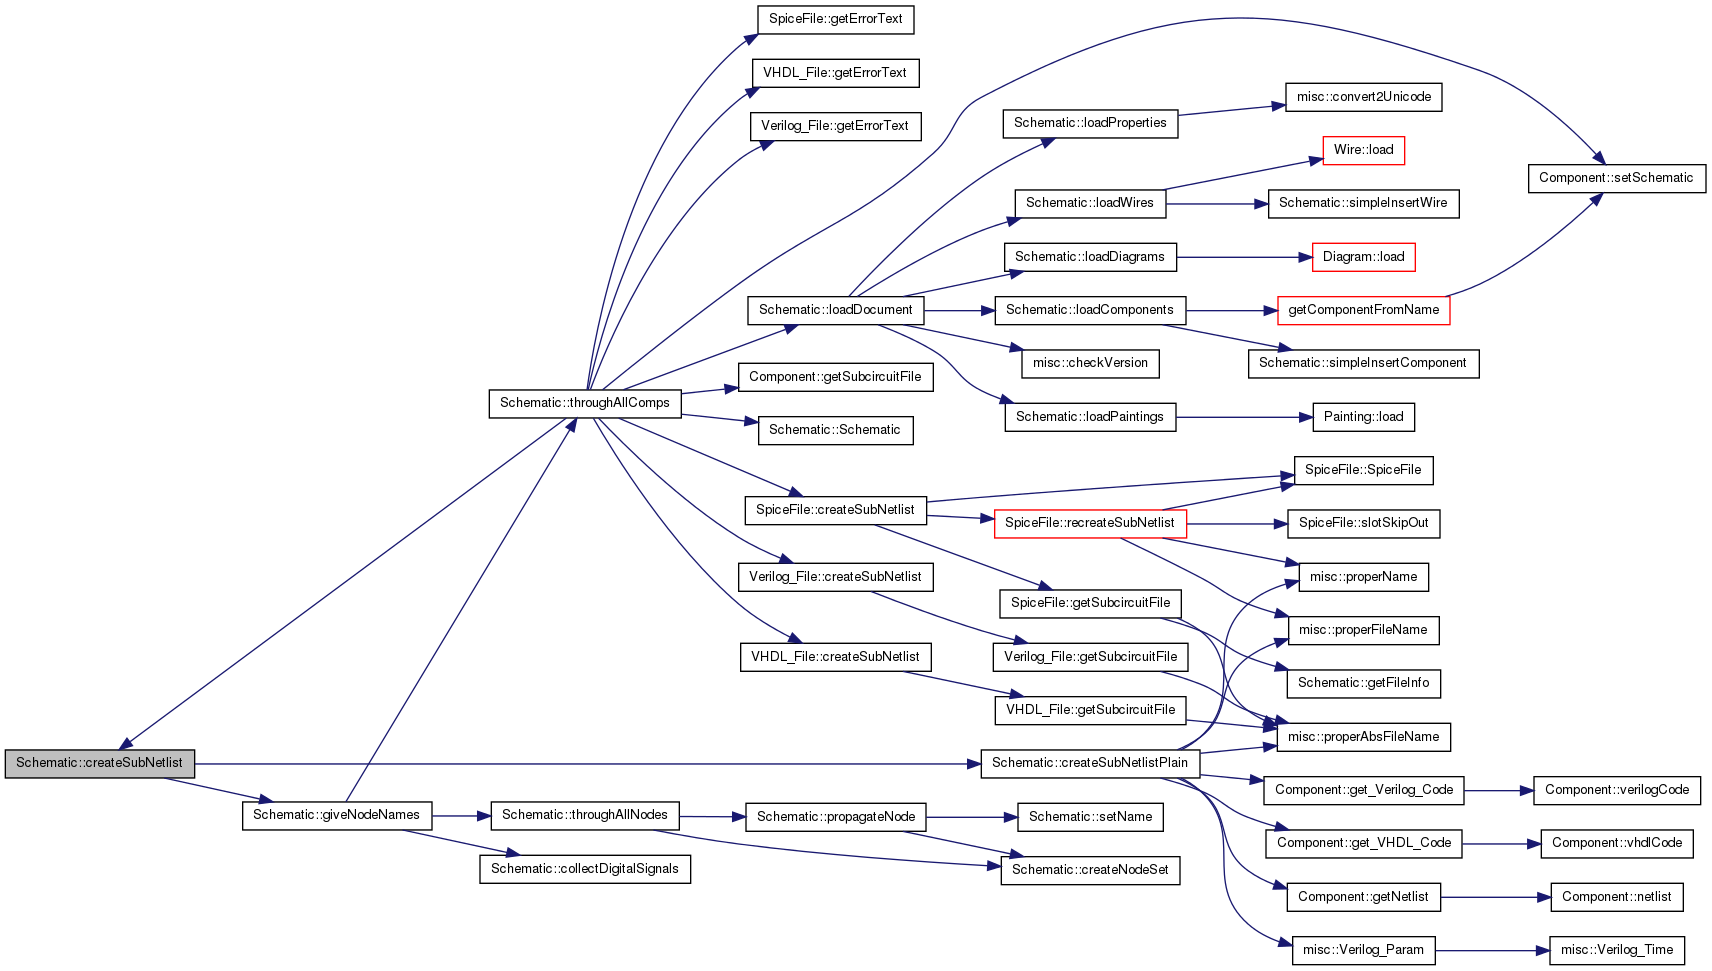 SpiceFile::getErrorText
VHDL_File::getErrorText
misc::convert2Unicode
Schematic::loadProperties
Verilog_File::getErrorText
Wire::load
Component::setSchematic
Schematic::loadWires
Schematic::simpleInsertWire
Schematic::loadDiagrams
Diagram::load
Schematic::loadDocument
Schematic::loadComponents
getComponentFromName
misc::checkVersion
Schematic::simpleInsertComponent
Component::getSubcircuitFile
Schematic::throughAllComps
Schematic::loadPaintings
Painting::load
Schematic::Schematic
SpiceFile::SpiceFile
SpiceFile::createSubNetlist
SpiceFile::recreateSubNetlist
SpiceFile::slotSkipOut
Verilog_File::createSubNetlist
misc::properName
SpiceFile::getSubcircuitFile
misc::properFileName
VHDL_File::createSubNetlist
Verilog_File::getSubcircuitFile
Schematic::getFileInfo
VHDL_File::getSubcircuitFile
misc::properAbsFileName
Schematic::createSubNetlist
Schematic::createSubNetlistPlain
Component::get_Verilog_Code
Component::verilogCode
Schematic::giveNodeNames
Schematic::throughAllNodes
Schematic::propagateNode
Schematic::setName
Component::get_VHDL_Code
Component::vhdlCode
Schematic::collectDigitalSignals
Schematic::createNodeSet
Component::getNetlist
Component::netlist
misc::Verilog_Param
misc::Verilog_Time